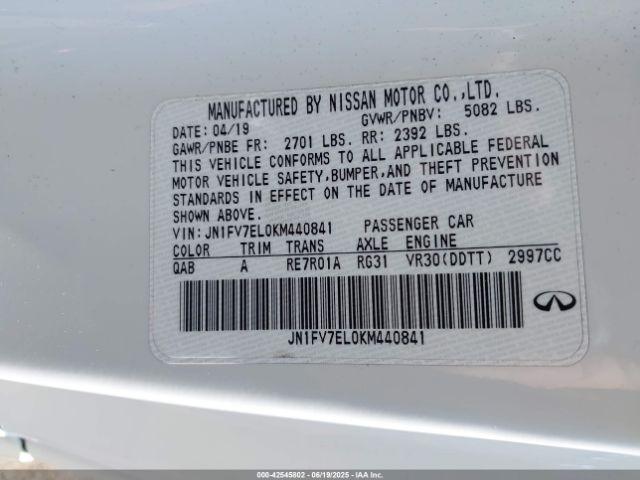 MANUFACTURED BY NISSAN MOTOR CO.,LTD.
DATE: 04/19 GVWR/PNBV: 5082 LBS.
GAWR/PNBE FR: 2701 LBS. RR: 2392 LBS.
THIS VEHICLE CONFORMS TO ALL APPLICABLE FEDERAL
MOTOR VEHICLE SAFETY,BUMPER,AND THEFT PREVENTION
STANDARDS IN EFFECT ON THE DATE OF MANUFACTURE
SHOWN ABOVE.
VIN: JN1FV7EL0KM440841 PASSENGER CAR
COLOR TRIM TRANS AXLE ENGINE
QAB A RE7R01A RG31 VR30(DDTT) 2997CC
JN1FV7EL0KM440841
000-42545802 - 06/19/2025 - IAAI.COM